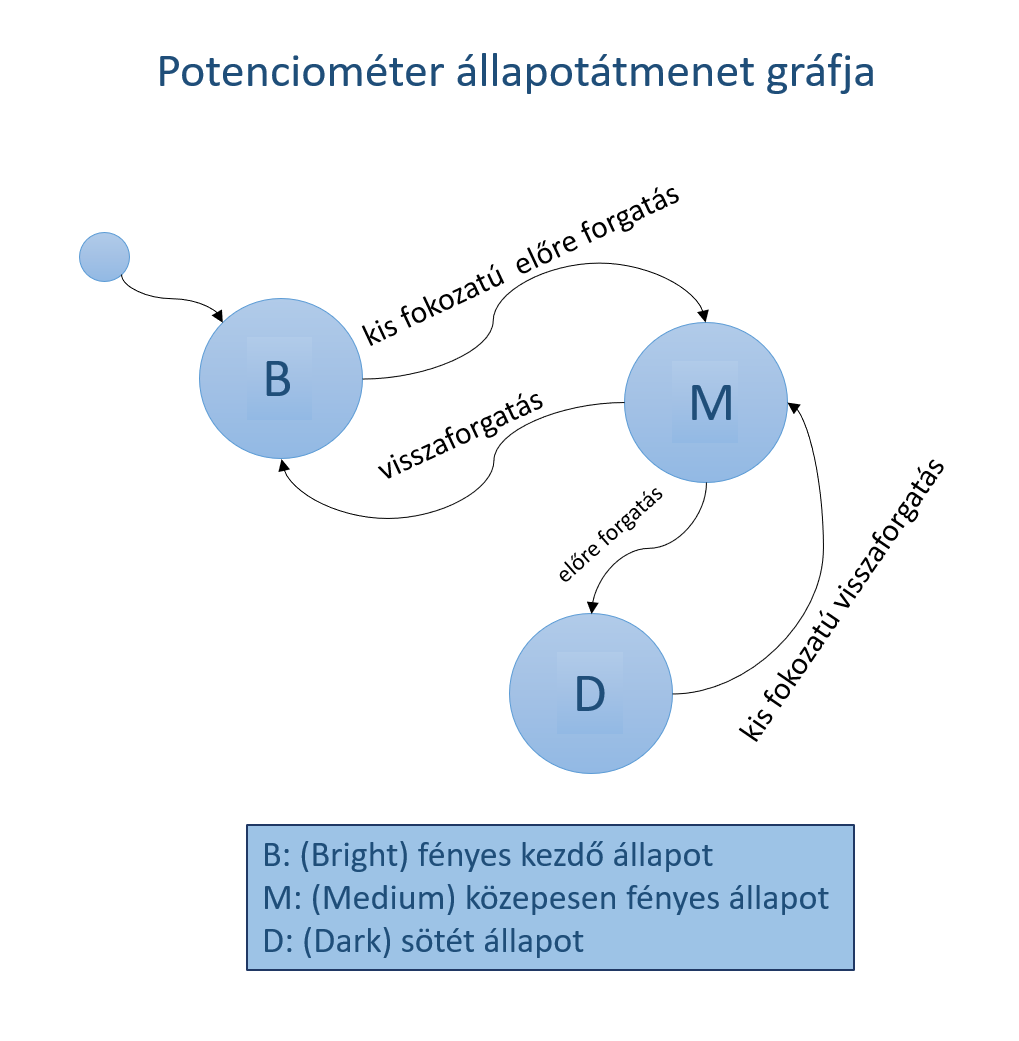 Potenciométer állapotátmenet gráfja
kis fokozatú előre forgatás
B
M
visszaforgatás
előre forgatás
kis fokozatú visszaforgatás
D
B: (Bright) fényes kezdő állapot
M: (Medium) közepesen fényes állapot
D: (Dark) sötét állapot